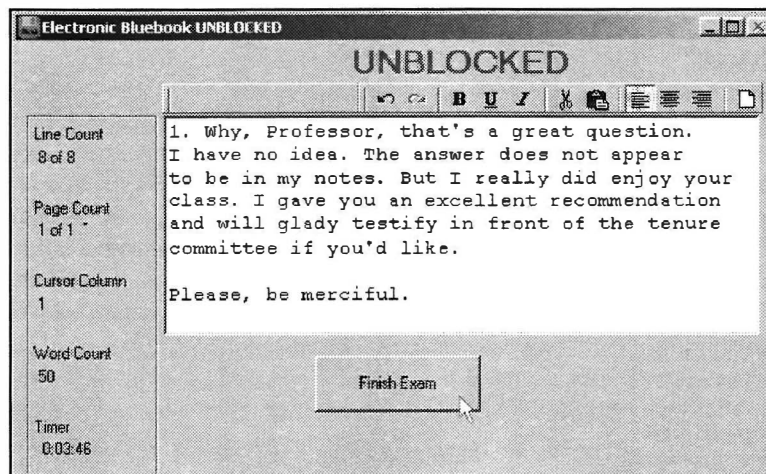 Electronic Bluebook UNBLOCKED
UNBLOCKED
B U I
Line Count
8 of 8
Page Count
1 of 1
Cursor Column
1
Word Count
50
Timer
0:03:46
1. Why, Professor, that's a great question.
I have no idea. The answer does not appear
to be in my notes. But I really did enjoy your
class. I gave you an excellent recommendation
and will glady testify in front of the tenure
committee if you'd like.
Please, be merciful.
Finish Exam